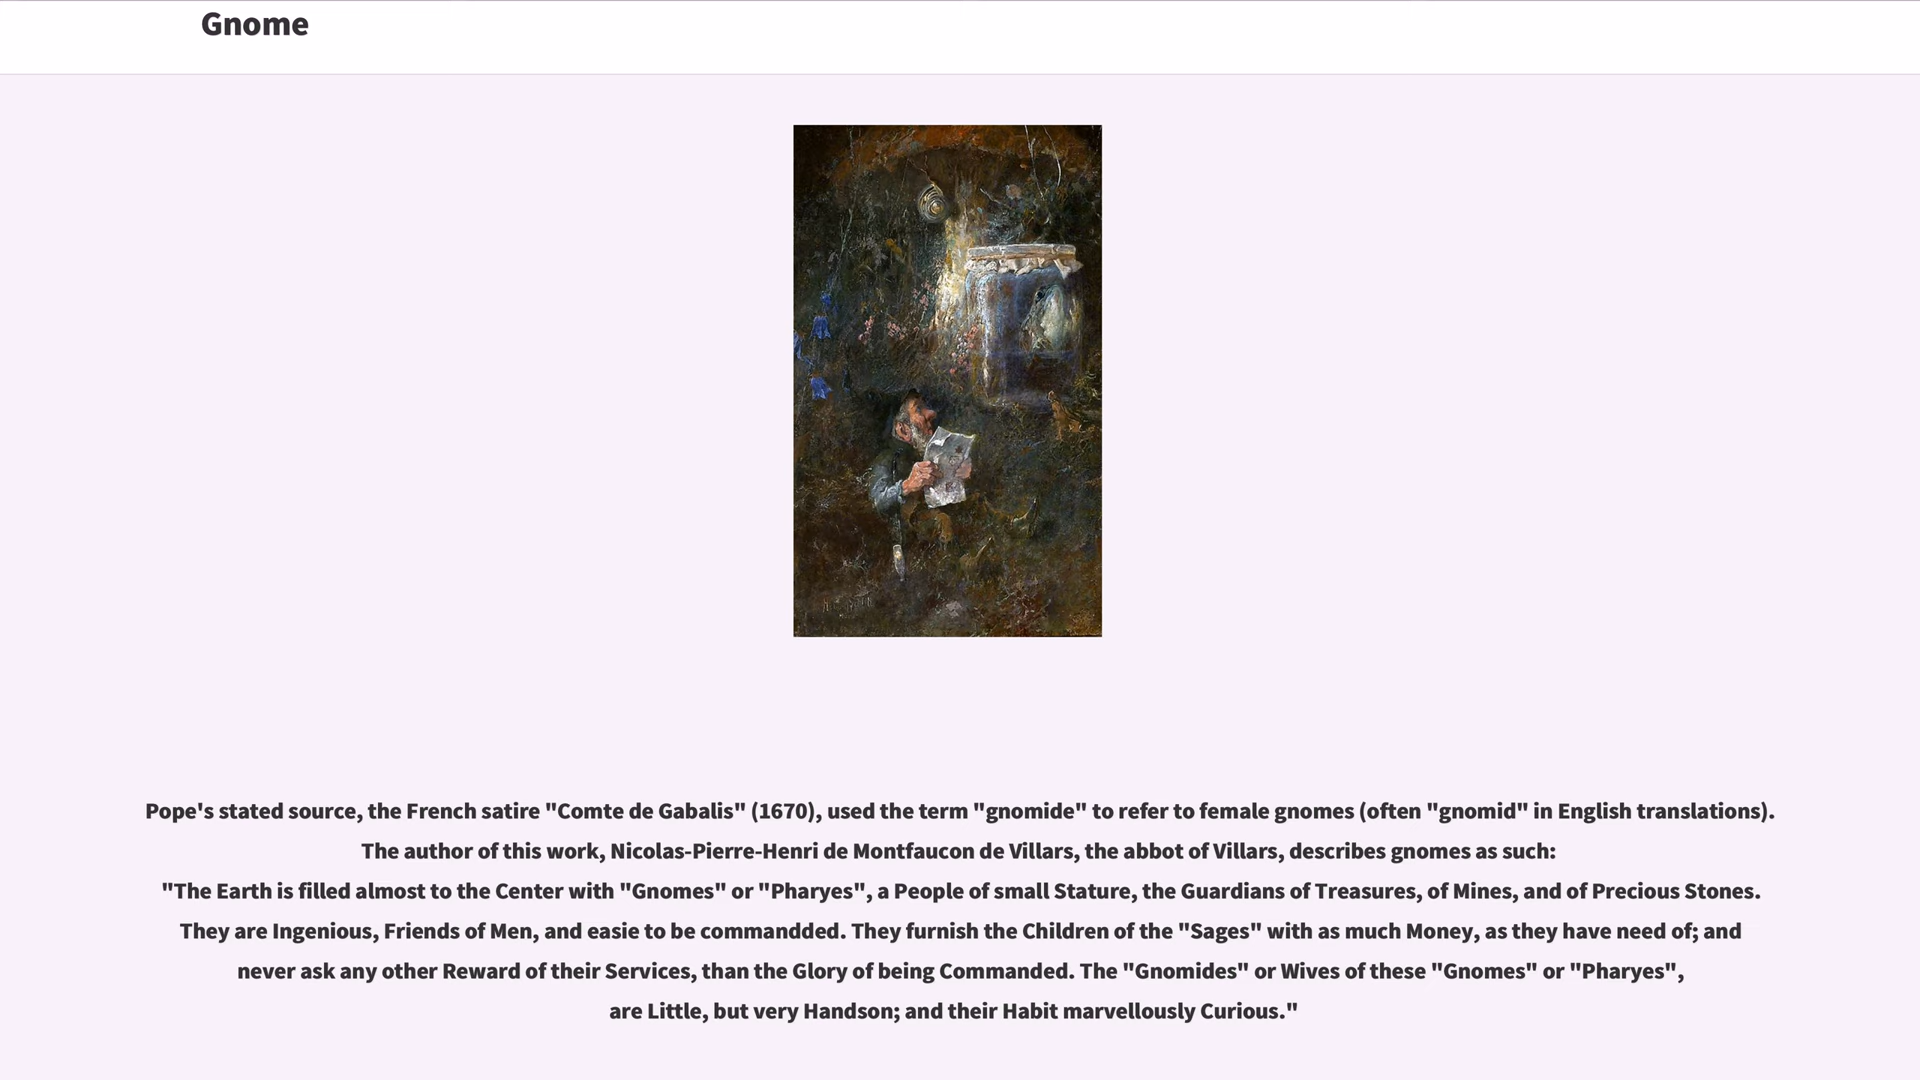 Gnome
Pope's stated source, the French satire "Comte de Gabalis" (1670), used the term "gnomide" to refer to female gnomes (often "gnomid" in English translations).
The author of this work, Nicolas-Pierre-Henri de Montfaucon de Villars, the abbot of Villars, describes gnomes as such:
"The Earth is filled almost to the Center with "Gnomes" or "Pharyes", a People of small Stature, the Guardians of Treasures, of Mines, and of Precious Stones.
They are Ingenious, Friends of Men, and easie to be commandded. They furnish the Children of the "Sages" with as much Money, as they have need of; and
never ask any other Reward of their Services, than the Glory of being Commanded. The "Gnomides" or Wives of these "Gnomes" or "Pharyes",
are Little, but very Handson; and their Habit marvellously Curious."